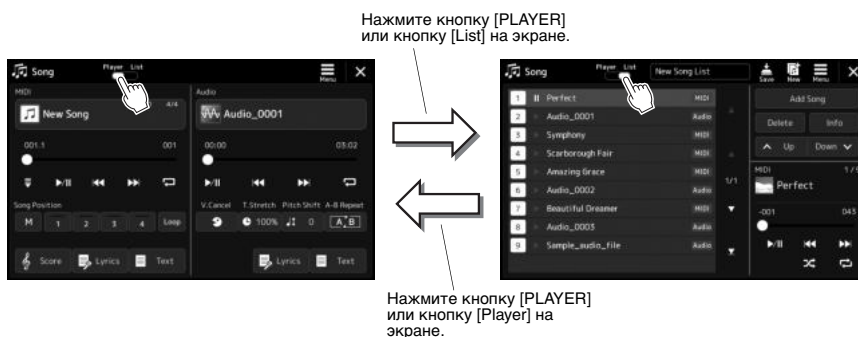 Нажмите кнопку [PLAYER]
или кнопку [List] на экране.
Song
Player List
Menu
MIDI
New Song
4/4
001.1
001
Song Position
M 1 2 3 4 Loop
Score Lyrics Text
Audio
Audio_0001
00:00
03:02
V.Cancel T.Stretch Pitch Shift A-B Repeat
100% 0 A B
Lyrics Text
Song
Player List
New Song List
Save New Menu
1 Perfect MIDI
2 Audio_0001 Audio
3 Symphony MIDI
4 Scarborough Fair MIDI
5 Amazing Grace MIDI
6 Audio_0002 Audio
7 Beautiful Dreamer MIDI
8 Audio_0003 Audio
9 Sample_audio_file Audio
1/1
Add Song
Delete Info
Up Down
MIDI 1/9
Perfect
-001 043
Нажмите кнопку [PLAYER]
или кнопку [Player] на
экране.